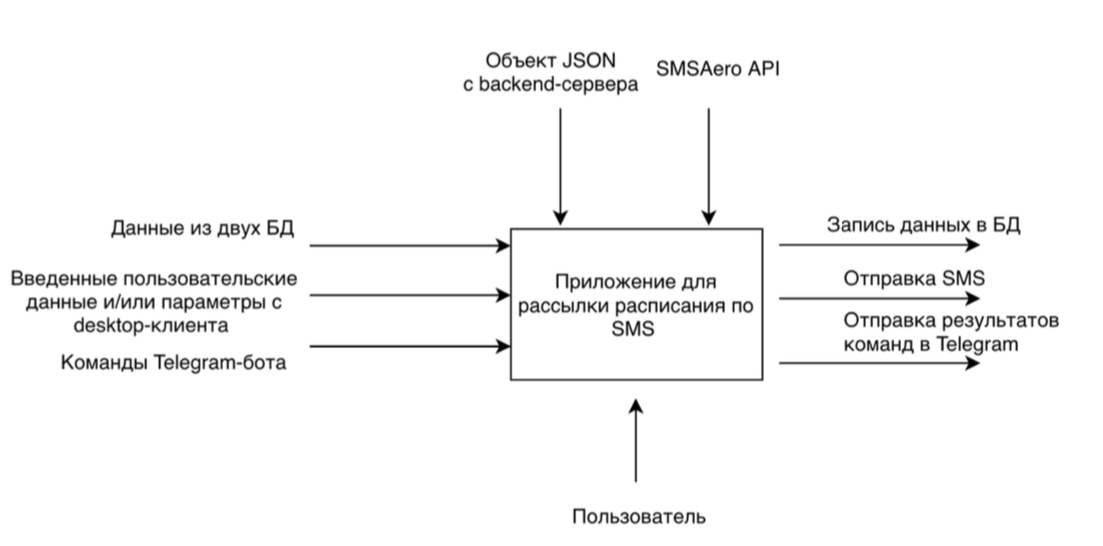 Объект JSON
с backend-сервера
SMSAero API
Данные из двух БД
Введенные пользовательские
данные и/или параметры с
desktop-клиента
Команды Telegram-бота
Приложение для
рассылки расписания по
SMS
Запись данных в БД
Отправка SMS
Отправка результатов
команд в Telegram
Пользователь